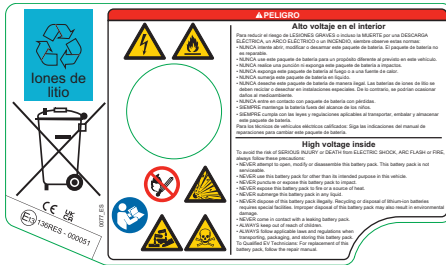 Iones de
litio
0077_ES
CE UK
CA
E13 136RES - 000051
PELIGRO
Alto voltaje en el interior
Para reducir el riesgo de LESIONES GRAVES o incluso la MUERTE por una DESCARGA
ELÉCTRICA, un ARCO ELÉCTRICO o un INCENDIO, siempre observe estas normas:
- NUNCA intente abrir, modificar o desarmar este paquete de batería. El paquete de batería no
es reparable.
- NUNCA use este paquete de batería para un propósito diferente al previsto en este vehículo.
- NUNCA realice una punción ni exponga este paquete de batería a impactos.
- NUNCA exponga este paquete de batería al fuego o a una fuente de calor.
- NUNCA sumerja este paquete de batería en líquido.
- NUNCA deseche este paquete de batería de manera ilegal. Las baterías de iones de litio se
deben reciclar o desechar en instalaciones especiales. De lo contrario, se podrían ocasionar
daños al medioambiente.
- NUNCA entre en contacto con paquete de batería con pérdidas.
- SIEMPRE mantenga la batería fuera del alcance de los niños.
- SIEMPRE cumpla con las leyes y regulaciones aplicables al transportar, embalar y almacenar
este paquete de batería.
Para los técnicos de vehículos eléctricos calificados: Siga las indicaciones del manual de
reparaciones para cambiar este paquete de batería.
High voltage inside
To avoid the risk of SERIOUS INJURY or DEATH from ELECTRIC SHOCK, ARC FLASH or FIRE,
always follow these precautions:
- NEVER attempt to open, modify or disassemble this battery pack. This battery pack is not
serviceable.
- NEVER use this battery pack for other than its intended purpose in this vehicle.
- NEVER puncture or expose this battery pack to impact.
- NEVER expose this battery pack to fire or a source of heat.
- NEVER submerge this battery pack in any liquid.
- NEVER dispose of this battery pack illegally. Recycling or disposal of lithium-ion batteries
requires special facilities. Improper disposal of this battery pack may also result in environmental
damage.
- NEVER come in contact with a leaking battery pack.
- ALWAYS keep out of reach of children.
- ALWAYS follow applicable laws and regulations when
transporting, packaging, and storing this battery pack.
To Qualified EV Technicians: For replacement of this
battery pack, follow the repair manual.